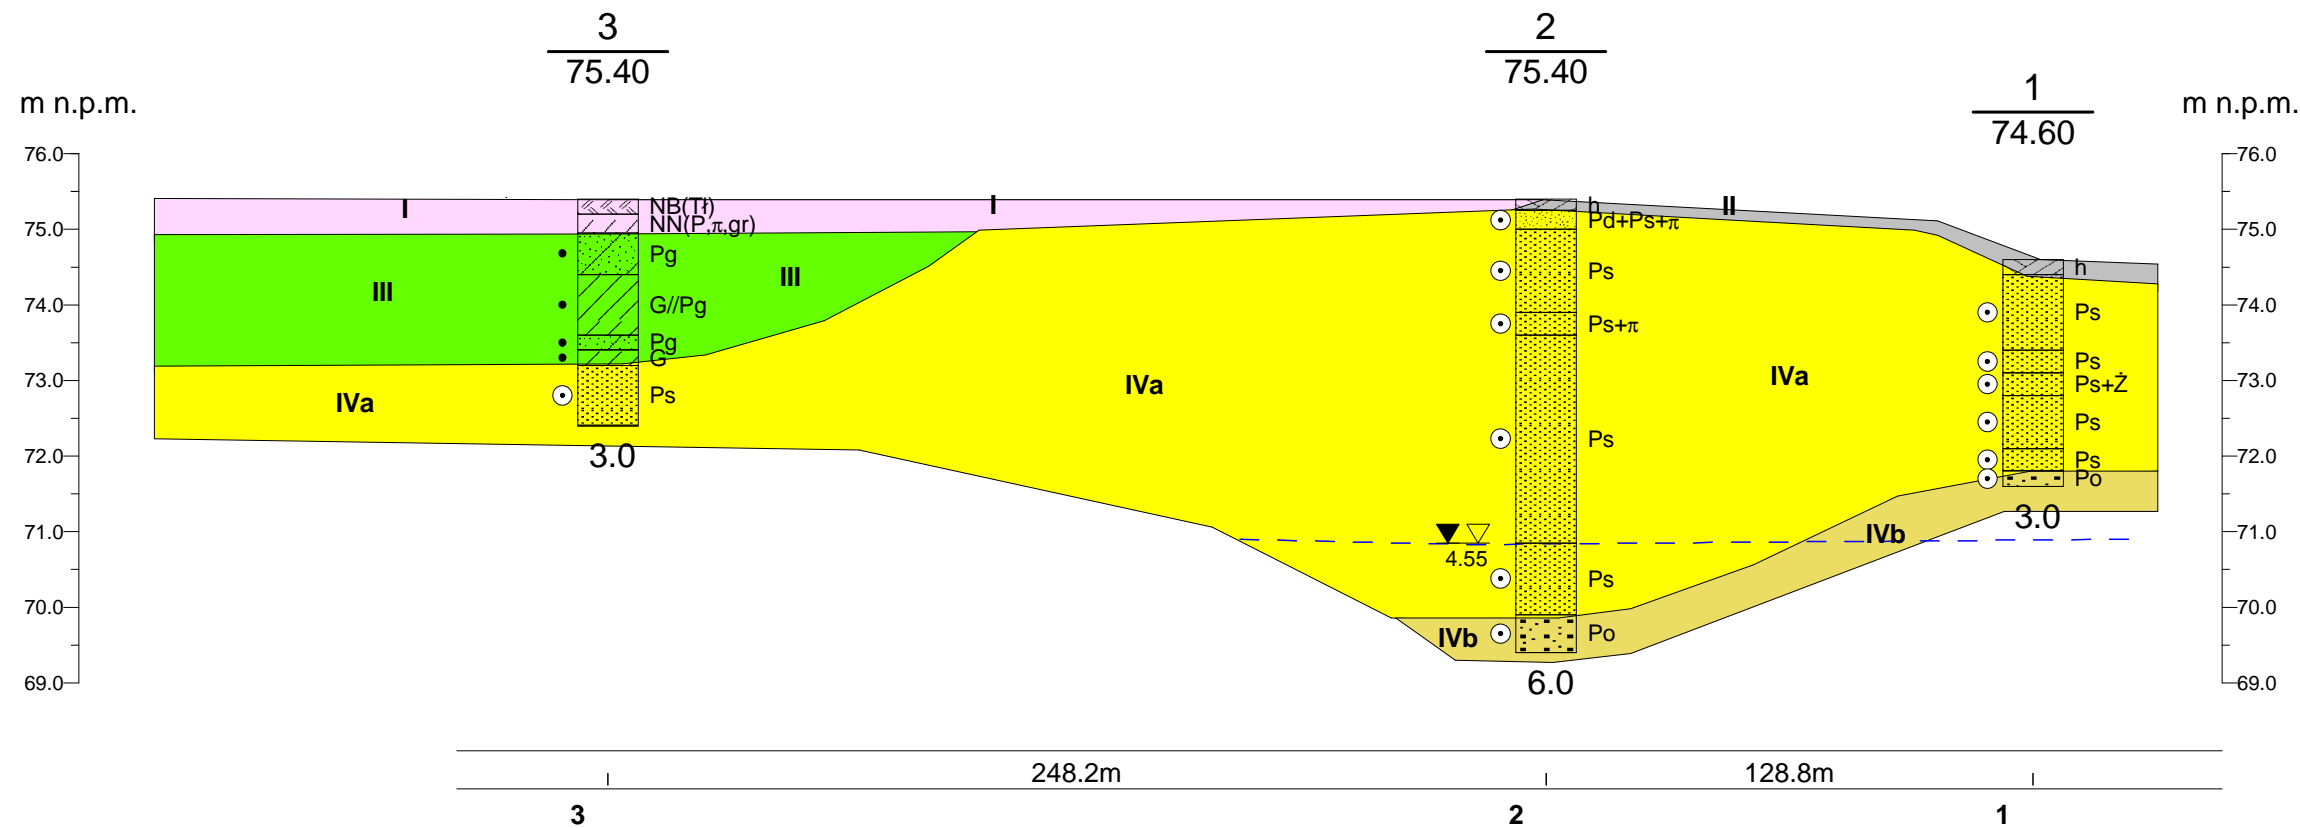 3
75.40
2
75.40
1
74.60
m n.p.m.
m n.p.m.
76.0
75.0
74.0
73.0
72.0
71.0
70.0
69.0
76.0
75.0
74.0
73.0
72.0
71.0
70.0
69.0
I
I
II
III
III
IVa
IVa
IVa
IVb
IVb
NB(Tł)
NN(P,π,gr)
Pg
G//Pg
Pg
G
Ps
3.0
h
Pd+Ps+π
Ps
Ps+π
Ps
4.55
Ps
Po
6.0
h
Ps
Ps
Ps+Ż
Ps
Ps
Po
3.0
248.2m
128.8m
3
2
1